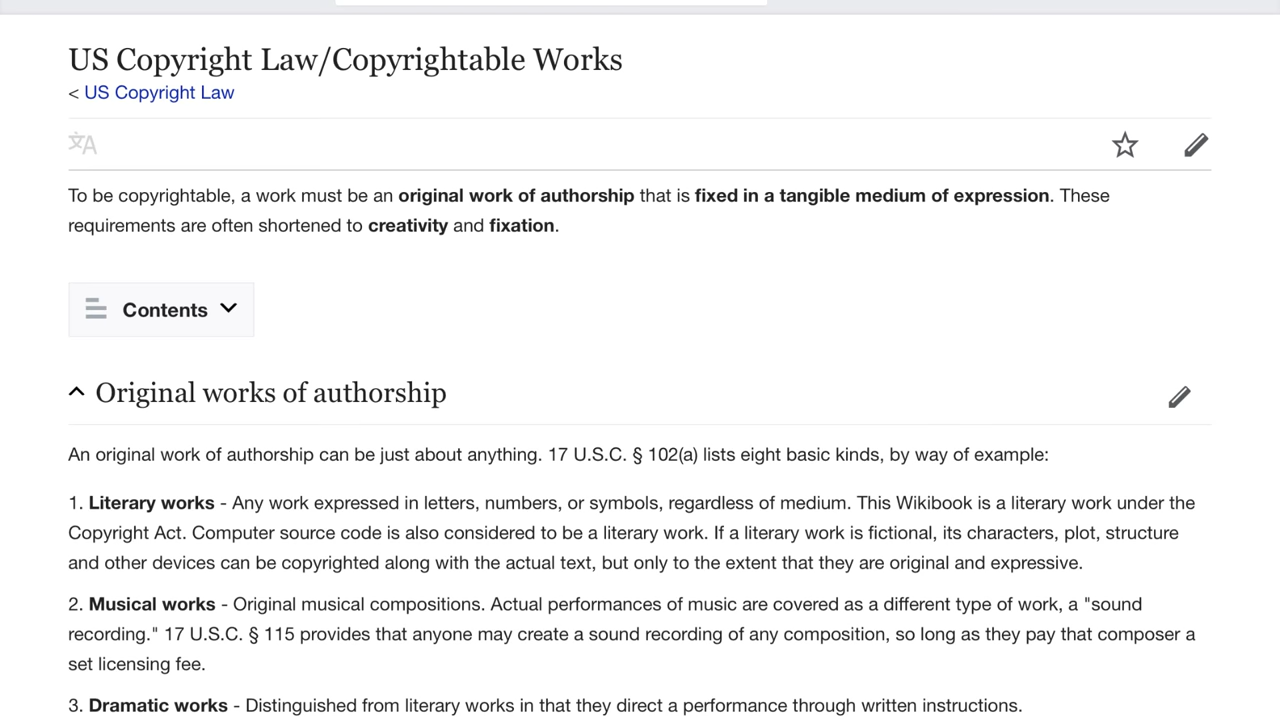 US Copyright Law/Copyrightable Works
< US Copyright Law
To be copyrightable, a work must be an original work of authorship that is fixed in a tangible medium of expression. These
requirements are often shortened to creativity and fixation.
Contents
Original works of authorship
An original work of authorship can be just about anything. 17 U.S.C. § 102(a) lists eight basic kinds, by way of example:
1. Literary works - Any work expressed in letters, numbers, or symbols, regardless of medium. This Wikibook is a literary work under the
Copyright Act. Computer source code is also considered to be a literary work. If a literary work is fictional, its characters, plot, structure
and other devices can be copyrighted along with the actual text, but only to the extent that they are original and expressive.
2. Musical works - Original musical compositions. Actual performances of music are covered as a different type of work, a "sound
recording." 17 U.S.C. § 115 provides that anyone may create a sound recording of any composition, so long as they pay that composer a
set licensing fee.
3. Dramatic works - Distinguished from literary works in that they direct a performance through written instructions.